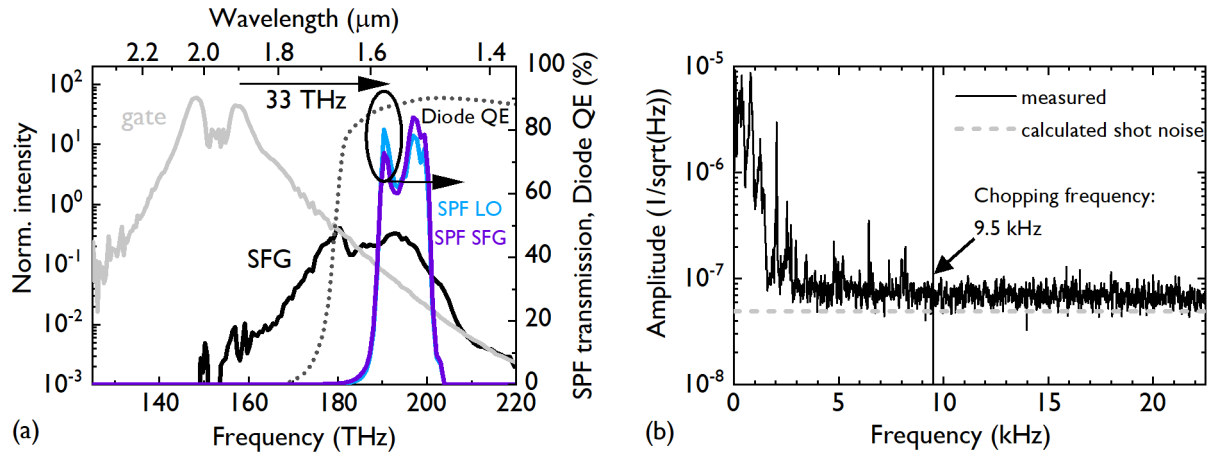 Wavelength (μm)
2.2 2.0 1.8 1.6 1.4
10² 100
33 THz
gate
Diode QE
10¹ 80
10⁰ 60
SPF LO
SPF SFG
SFG
10⁻¹ 40
10⁻² 20
10⁻³ 0
Norm. intensity
SPF transmission, Diode QE (%)
140 160 180 200 220
(a) Frequency (THz)
10⁻⁵
measured
calculated shot noise
10⁻⁶
Chopping frequency:
9.5 kHz
10⁻⁷
10⁻⁸
Amplitude (1/sqrt(Hz))
0 5 10 15 20
(b) Frequency (kHz)